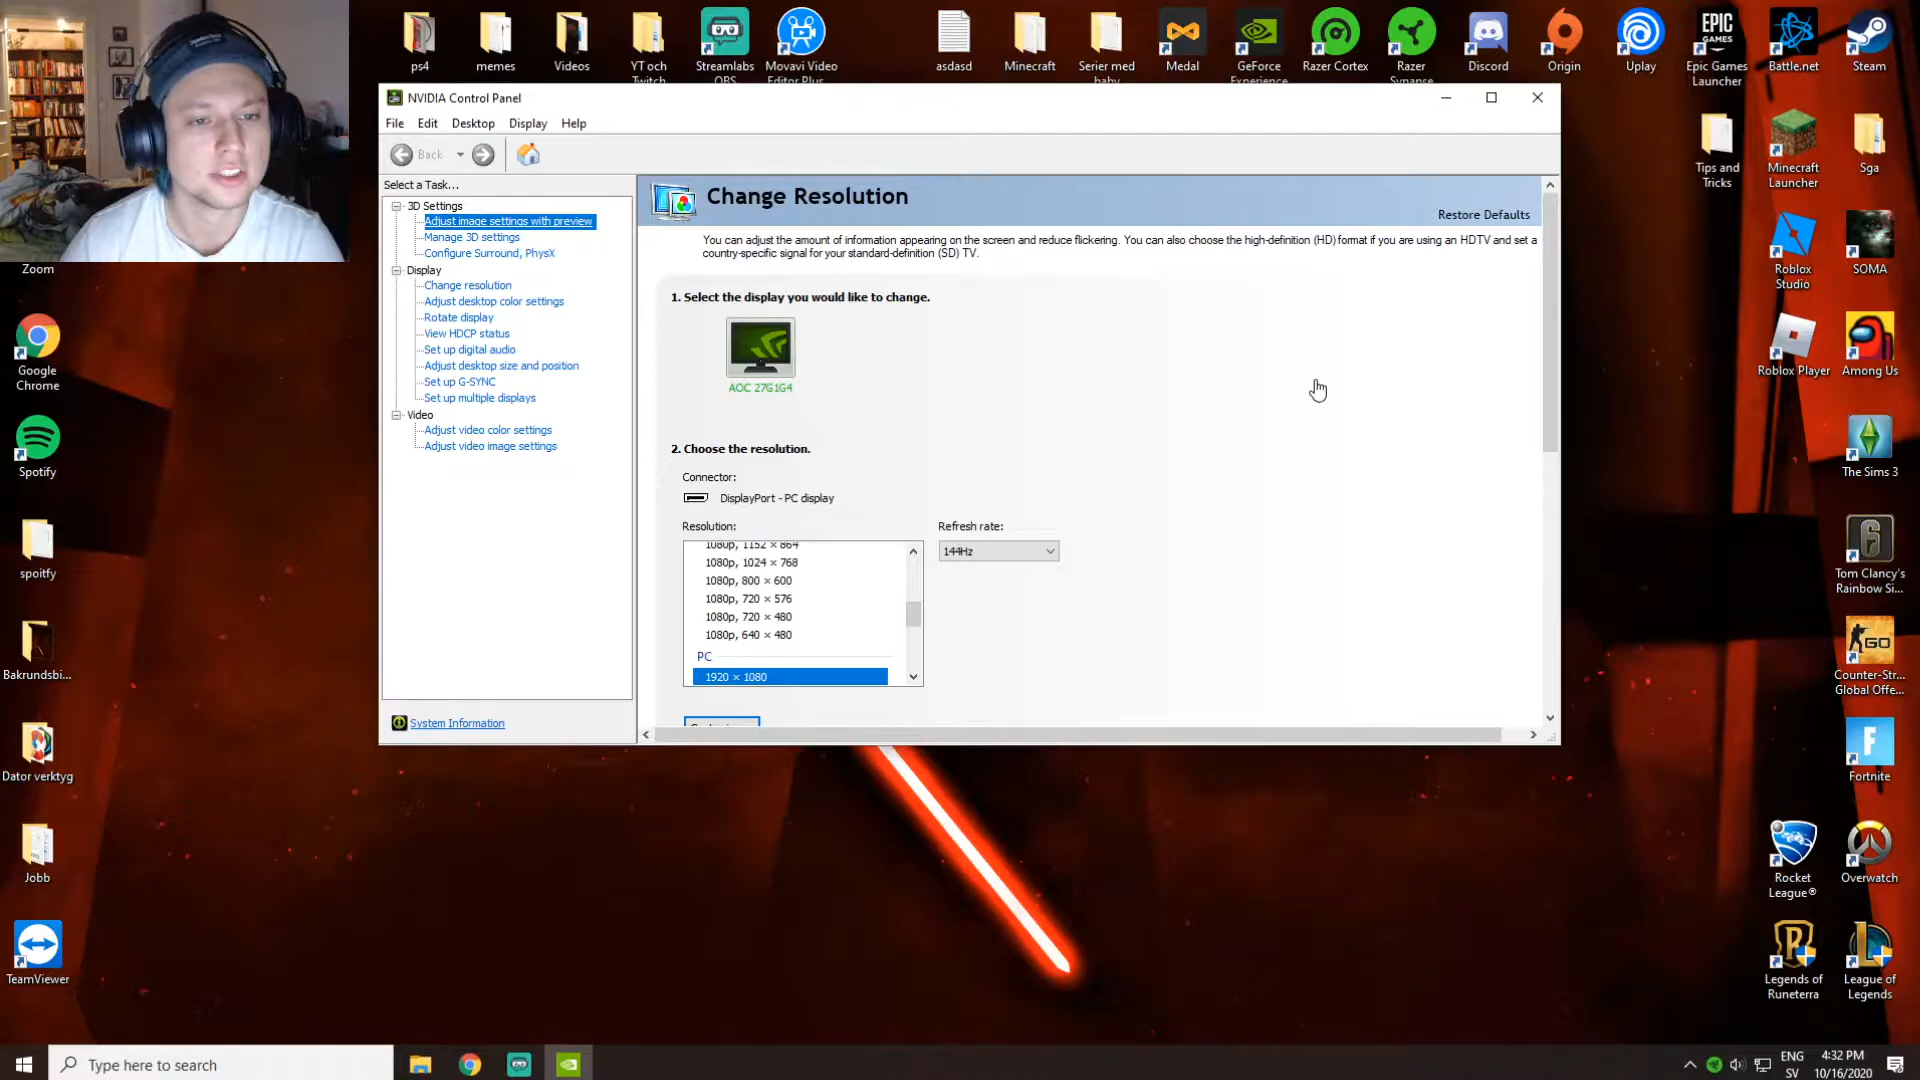 ps4
memes
Videos
YT och
Twitch
Streamlabs
OBS
Movavi Video
Editor Plus
asdasd
Minecraft
Serier med
baby
Medal
GeForce
Experience
Razer Cortex
Razer
Synapse
Discord
Origin
Uplay
EPIC
GAMES
Epic Games
Launcher
Battle.net
Steam
NVIDIA Control Panel
File Edit Desktop Display Help
Back
Select a Task...
3D Settings
Adjust image settings with preview
Manage 3D settings
Configure Surround, PhysX
Display
Change resolution
Adjust desktop color settings
Rotate display
View HDCP status
Set up digital audio
Adjust desktop size and position
Set up G-SYNC
Set up multiple displays
Video
Adjust video color settings
Adjust video image settings
System Information
Change Resolution
Restore Defaults
You can adjust the amount of information appearing on the screen and reduce flickering. You can also choose the high-definition (HD) format if you are using an HDTV and set a
country-specific signal for your standard-definition (SD) TV.
1. Select the display you would like to change.
AOC 27G1G4
2. Choose the resolution.
Connector:
DisplayPort - PC display
Resolution:
Refresh rate:
1080p, 1152 × 864
1080p, 1024 × 768
1080p, 800 × 600
1080p, 720 × 576
1080p, 720 × 480
1080p, 640 × 480
PC
1920 × 1080
144Hz
Zoom
Google
Chrome
Spotify
spoitfy
Bakrundsbi...
Dator verktyg
Jobb
TeamViewer
Tips and
Tricks
Minecraft
Launcher
Sga
Roblox
Studio
SOMA
Roblox Player
Among Us
The Sims 3
6
Tom Clancy's
Rainbow Si...
GO
Counter-Str...
Global Offe...
F
Fortnite
Rocket
League®
Overwatch
R
Legends of
Runeterra
L
League of
Legends
Type here to search
ENG
SV
4:32 PM
10/16/2020